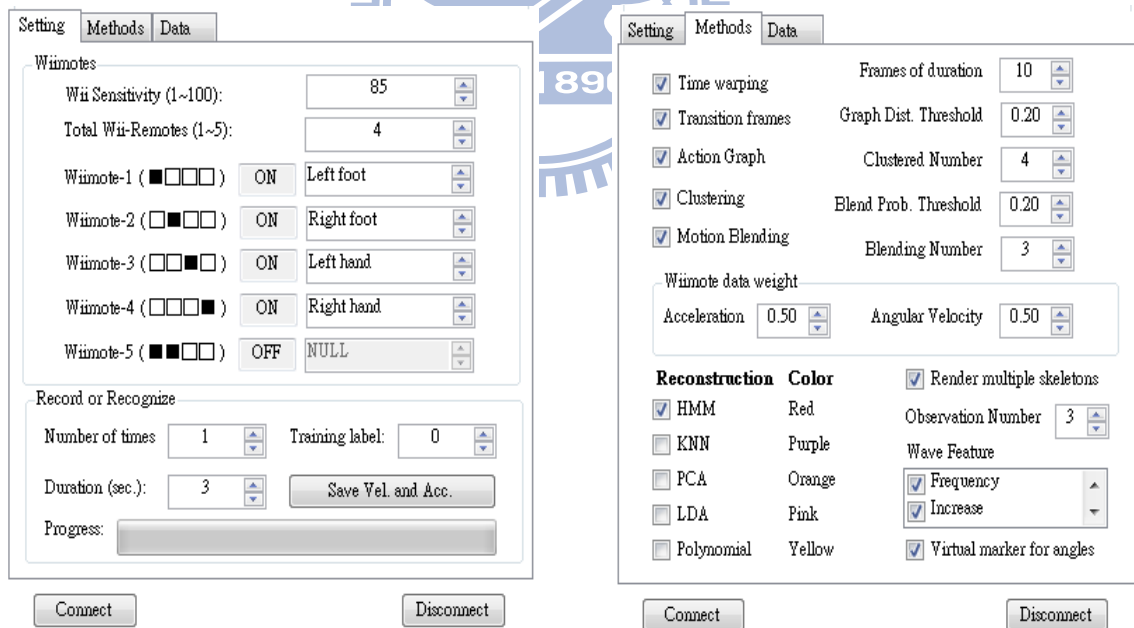 Setting Methods Data
Wiimotes
Wii Sensitivity (1~100): 85
Total Wii-Remotes (1~5): 4
Wiimote-1 ( ■□□□ ) ON Left foot
Wiimote-2 ( □■□□ ) ON Right foot
Wiimote-3 ( □□■□ ) ON Left hand
Wiimote-4 ( □□□■ ) ON Right hand
Wiimote-5 ( ■■□□ ) OFF NULL
Record or Recognize
Number of times 1 Training label: 0
Duration (sec.): 3 Save Vel. and Acc.
Progress:
Connect Disconnect
189
Setting Methods Data
Time warping Frames of duration 10
Transition frames Graph Dist. Threshold 0.20
Action Graph Clustered Number 4
Clustering Blend Prob. Threshold 0.20
Motion Blending Blending Number 3
Wiimote data weight
Acceleration 0.50 Angular Velocity 0.50
Reconstruction Color Render multiple skeletons
HMM Red Observation Number 3
KNN Purple Wave Feature
PCA Orange Frequency
LDA Pink Increase
Polynomial Yellow Virtual marker for angles
Connect Disconnect